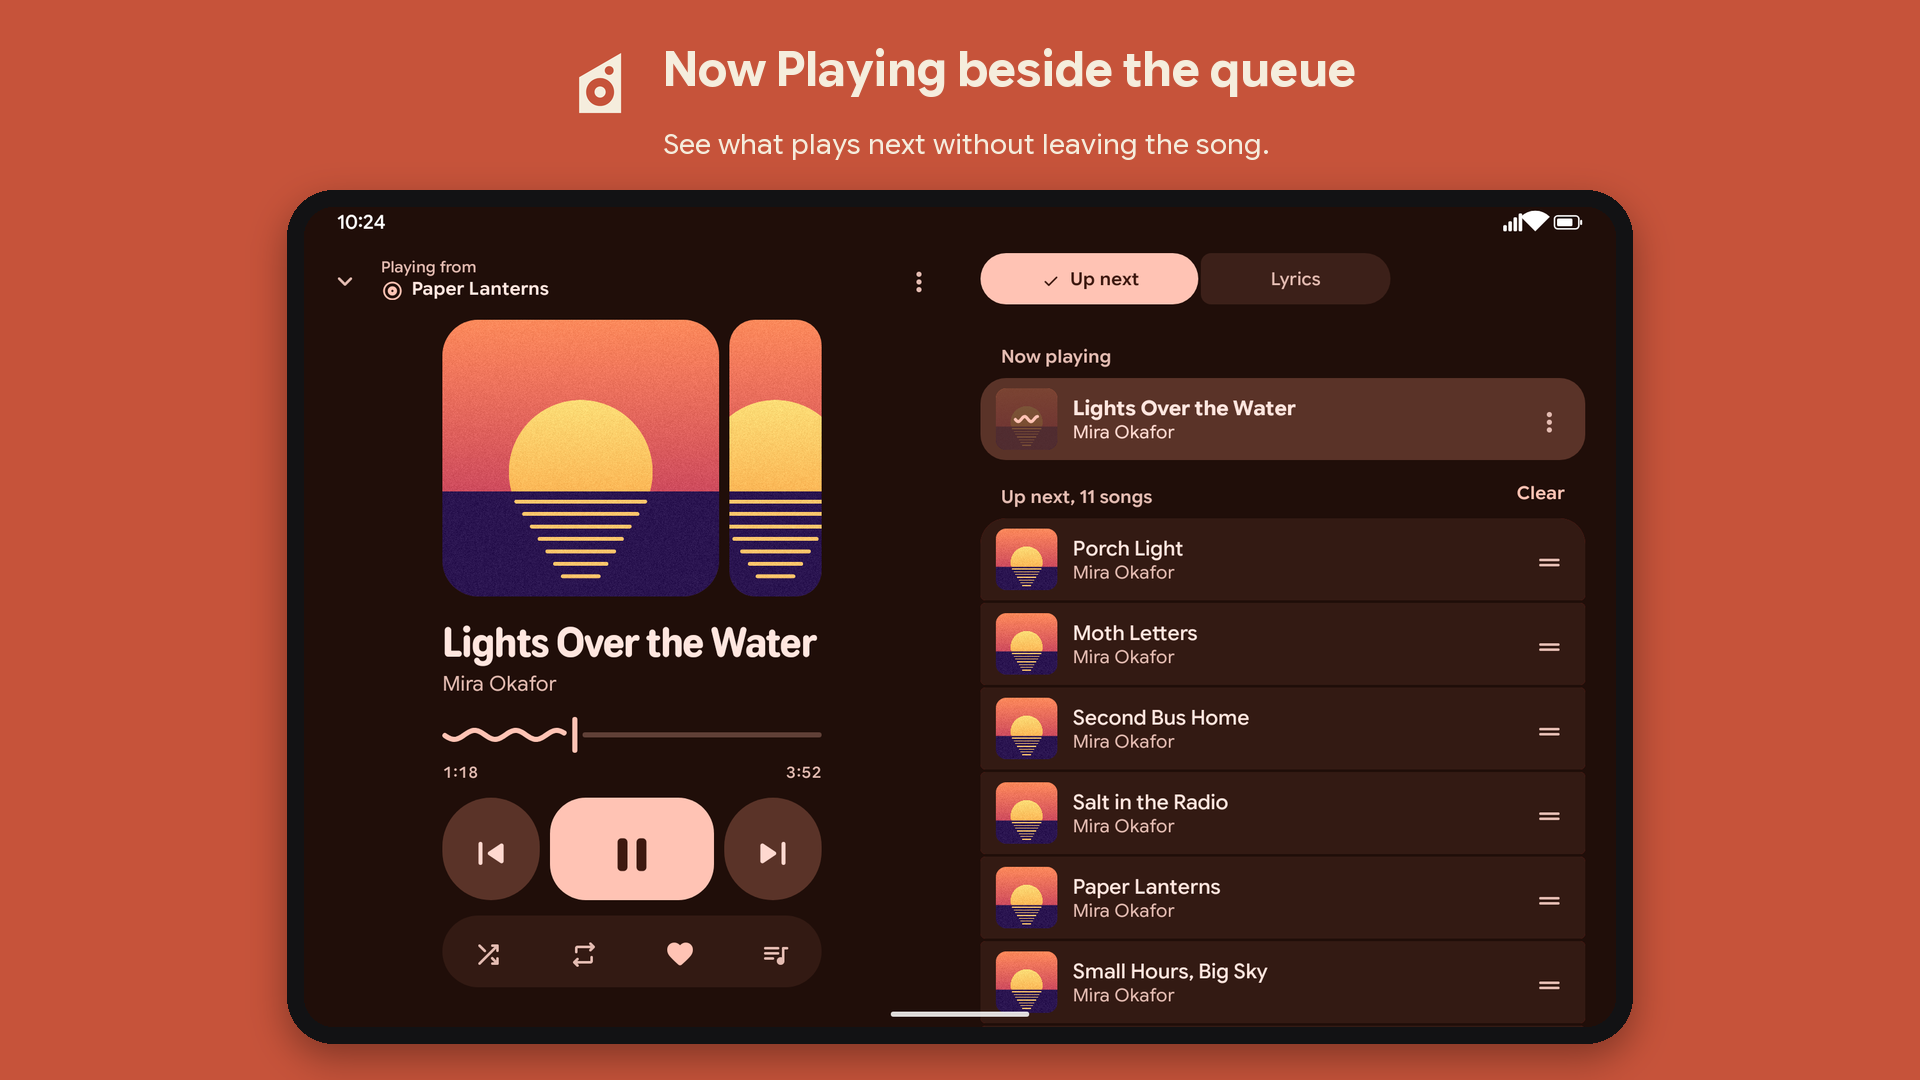 Now Playing beside the queue
See what plays next without leaving the song.
10:24
Playing from
Paper Lanterns
Lights Over the Water
Mira Okafor
1:18
3:52
Up next
Lyrics
Now playing
Lights Over the Water
Mira Okafor
Up next, 11 songs
Clear
Porch Light
Mira Okafor
Moth Letters
Mira Okafor
Second Bus Home
Mira Okafor
Salt in the Radio
Mira Okafor
Paper Lanterns
Mira Okafor
Small Hours, Big Sky
Mira Okafor